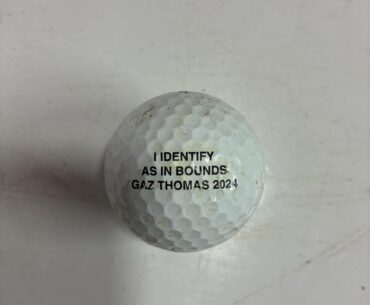 I IDENTIFY
AS IN BOUNDS
GAZ THOMAS 2024